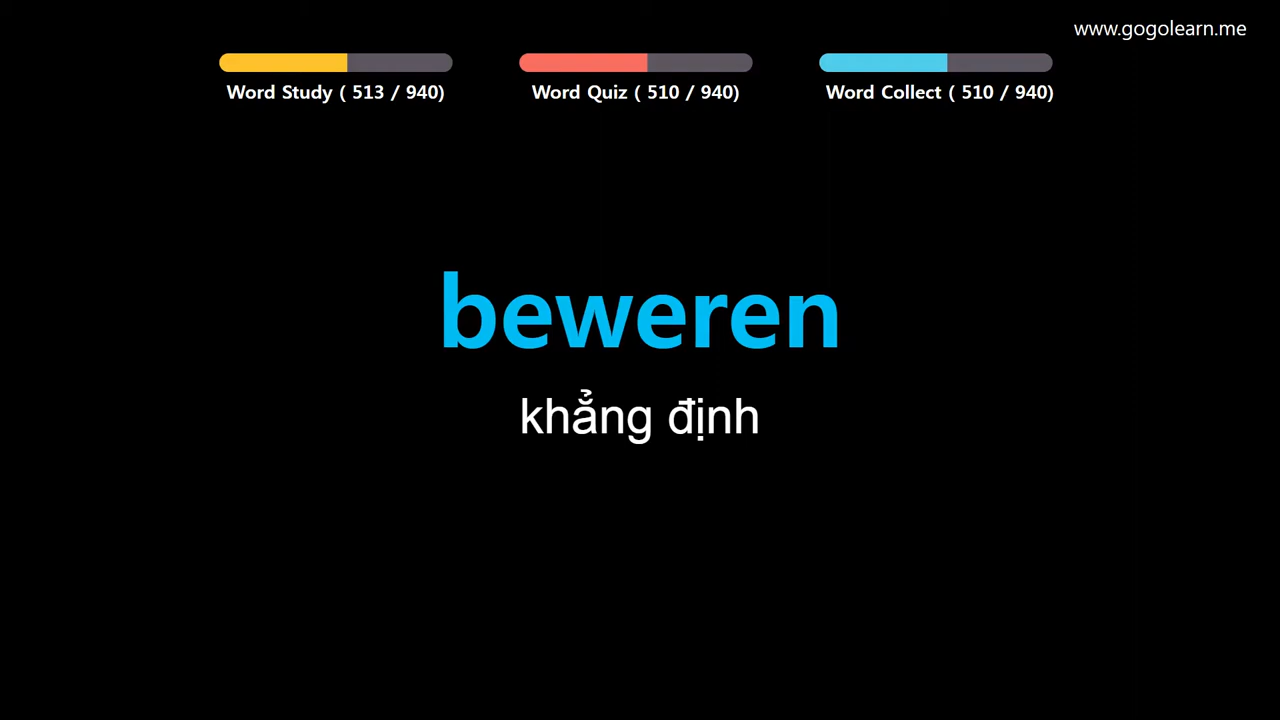 www.gogolearn.me
Word Study ( 513 / 940)
Word Quiz ( 510 / 940)
Word Collect ( 510 / 940)
beweren
khẳng định